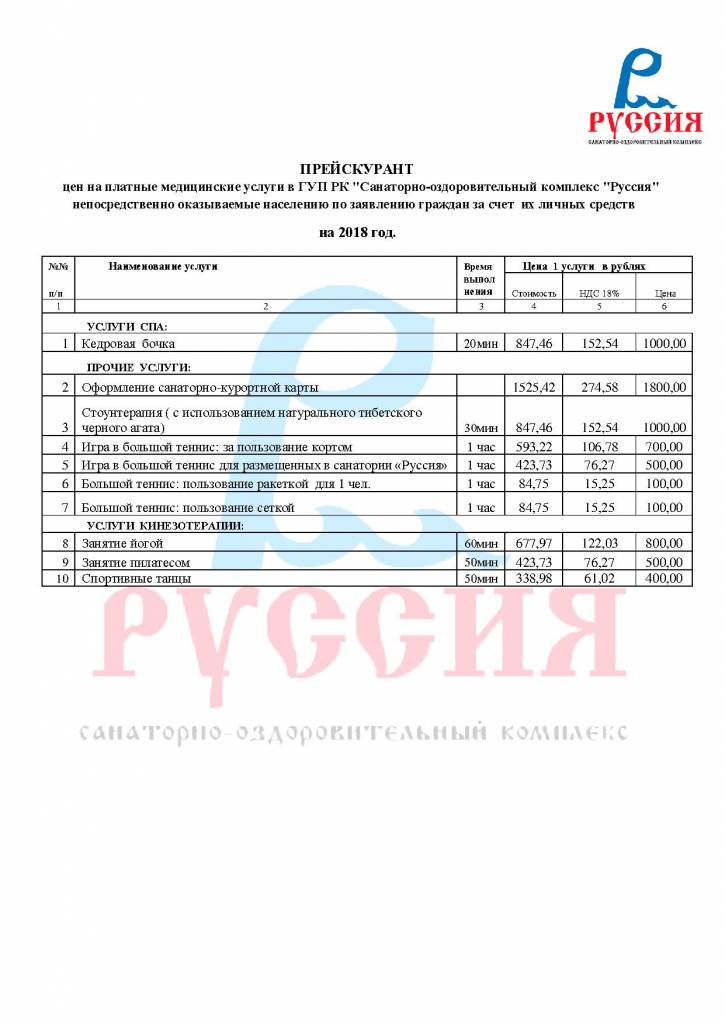 РУССИЯ
САНАТОРНО-ОЗДОРОВИТЕЛЬНЫЙ КОМПЛЕКС
ПРЕЙСКУРАНТ
цен на платные медицинские услуги в ГУП РК "Санаторно-оздоровительный комплекс "Руссия"
непосредственно оказываемые населению по заявлению граждан за счет их личных средств
на 2018 год.
№№ п/п Наименование услуги Время выпол нения Цена 1 услуги в рублях
Стоимость НДС 18% Цена
1 2 3 4 5 6
УСЛУГИ СПА:
1 Кедровая бочка 20мин 847,46 152,54 1000,00
ПРОЧИЕ УСЛУГИ:
2 Оформление санаторно-курортной карты 1525,42 274,58 1800,00
Стоунтерапия ( с использованием натурального тибетского
3 черного агата) 30мин 847,46 152,54 1000,00
4 Игра в большой теннис: за пользование кортом 1 час 593,22 106,78 700,00
5 Игра в большой теннис для размещенных в санатории «Руссия» 1 час 423,73 76,27 500,00
6 Большой теннис: пользование ракеткой для 1 чел. 1 час 84,75 15,25 100,00
7 Большой теннис: пользование сеткой 1 час 84,75 15,25 100,00
УСЛУГИ КИНЕЗОТЕРАПИИ:
8 Занятие йогой 60мин 677,97 122,03 800,00
9 Занятие пилатесом 50мин 423,73 76,27 500,00
10 Спортивные танцы 50мин 338,98 61,02 400,00
РУССИЯ
САНАТОРНО-ОЗДОРОВИТЕЛЬНЫЙ КОМПЛЕКС